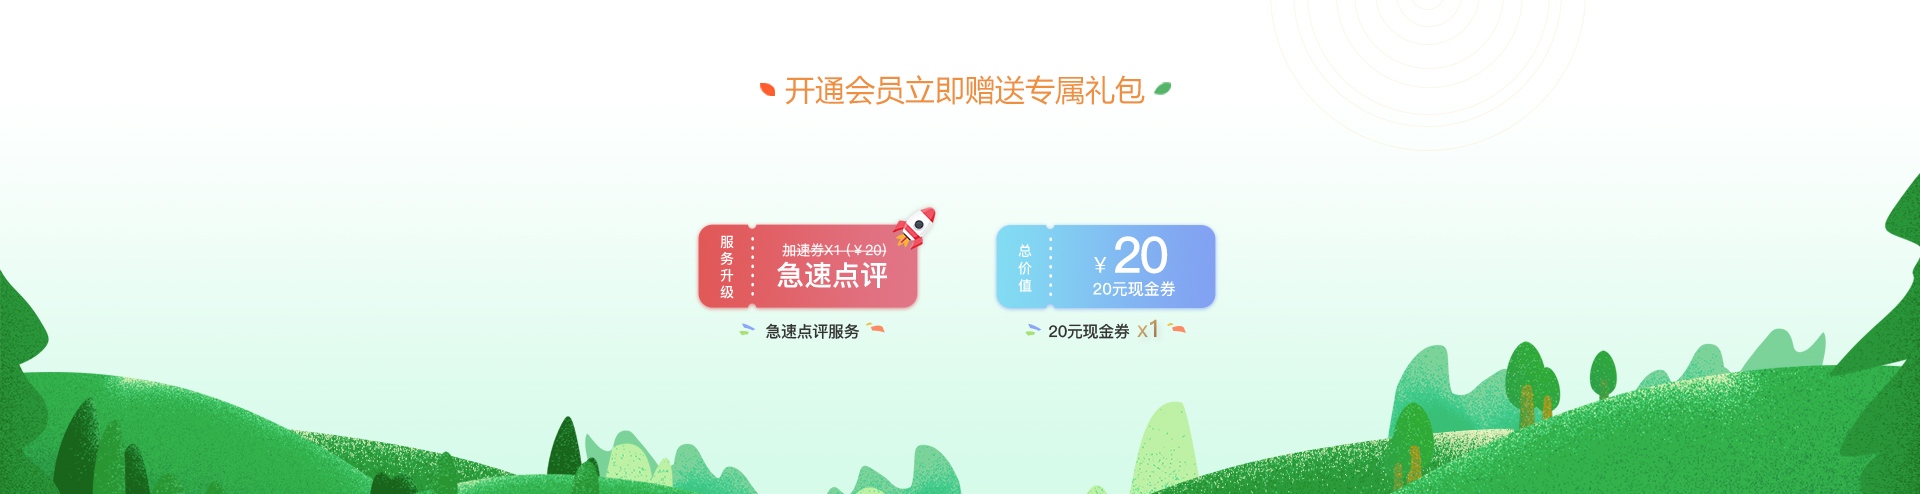 开通会员立即赠送专属礼包
服务升级
加速券X1 (￥20)
急速点评
急速点评服务
总价值
￥20
20元现金券
20元现金券 x1